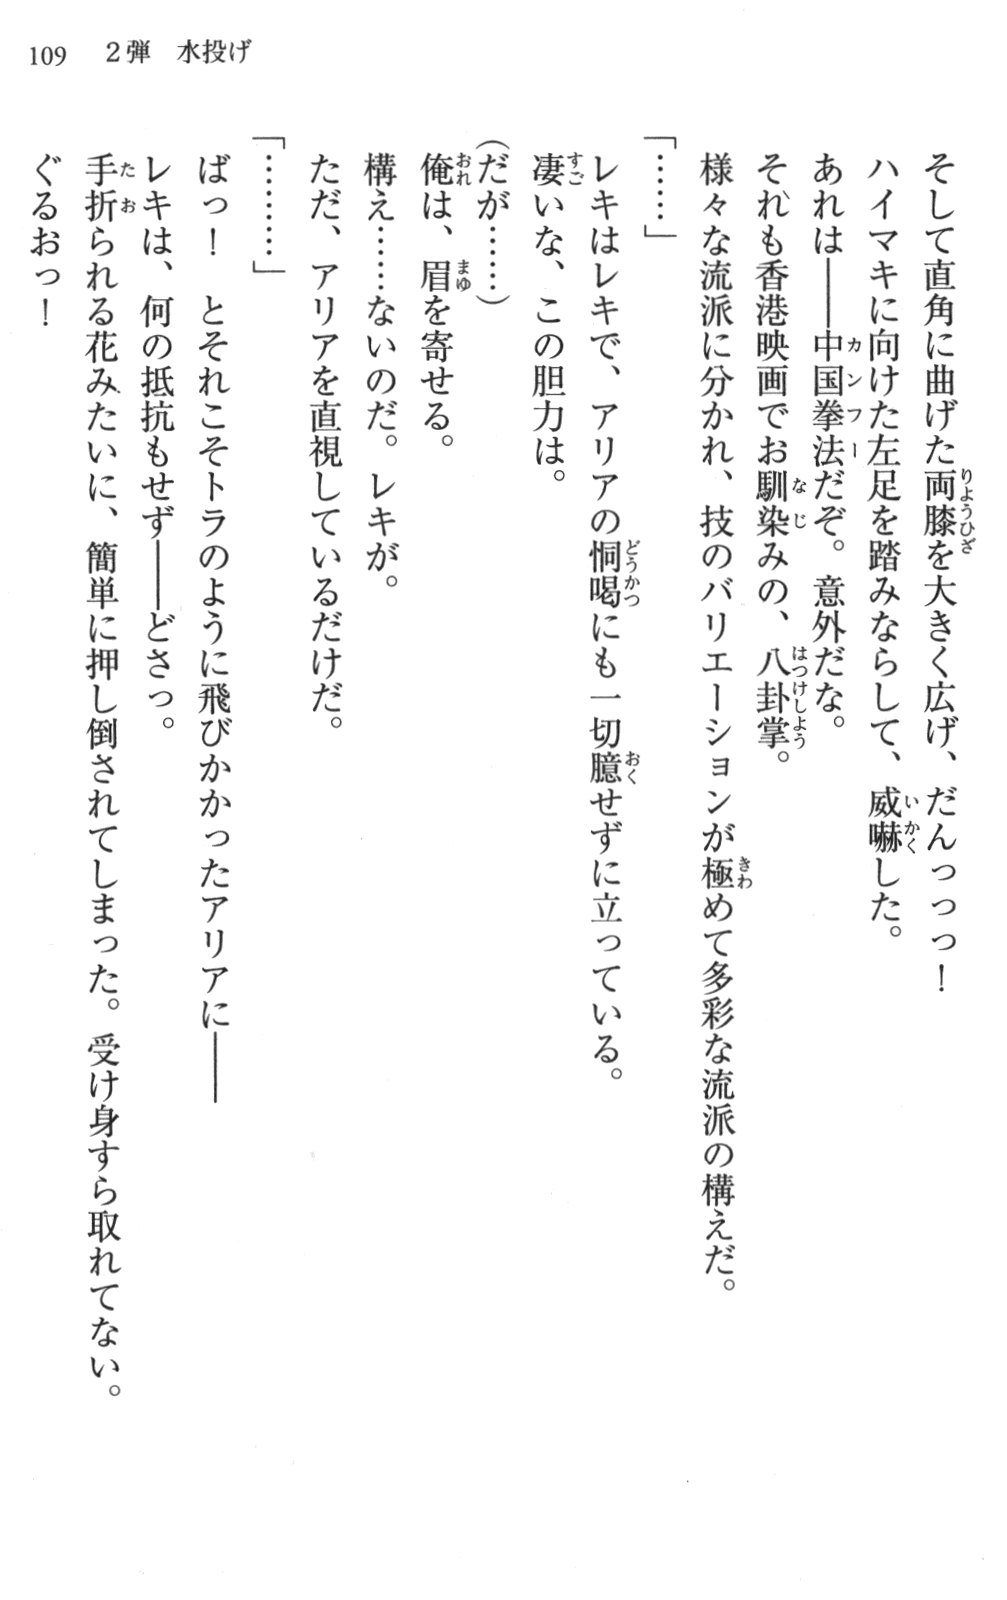 109　２弾　水投げ
そして直角に曲げた両膝を大きく広げ、だんっっっ！
ハイマキに向けた左足を踏みならして、威嚇した。
あれは――中国拳法だぞ。意外だな。
それも香港映画でお馴染みの、八卦掌。
様々な流派に分かれ、技のバリエーションが極めて多彩な流派の構えだ。
「……」
レキはレキで、アリアの恫喝にも一切臆せずに立っている。
凄いな、この胆力は。
（だが……）
俺は、眉を寄せる。
構え……ないのだ。レキが。
ただ、アリアを直視しているだけだ。
「………」
ばっ！　とそれこそトラのように飛びかかったアリアに――
レキは、何の抵抗もせず――どさっ。
手折られる花みたいに、簡単に押し倒されてしまった。受け身すら取れてない。
ぐるおっ！